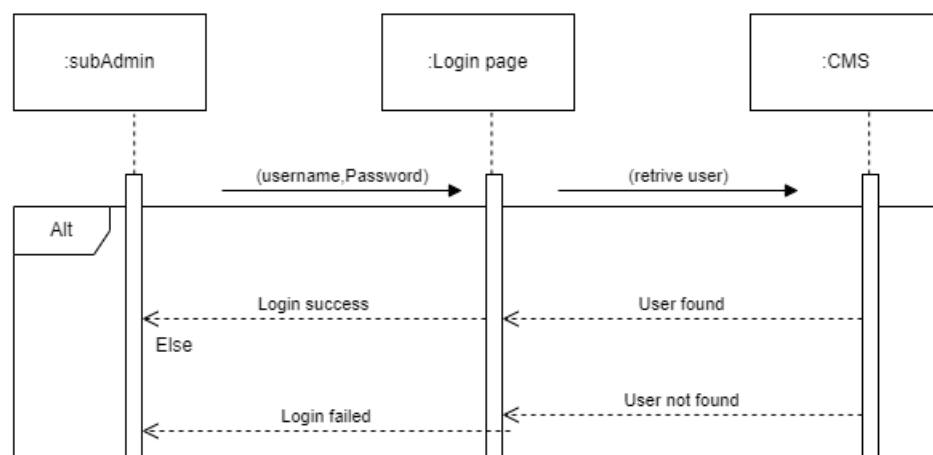 :subAdmin
:Login page
:CMS
(username,Password)
(retrive user)
Alt
Login success
User found
Else
User not found
Login failed